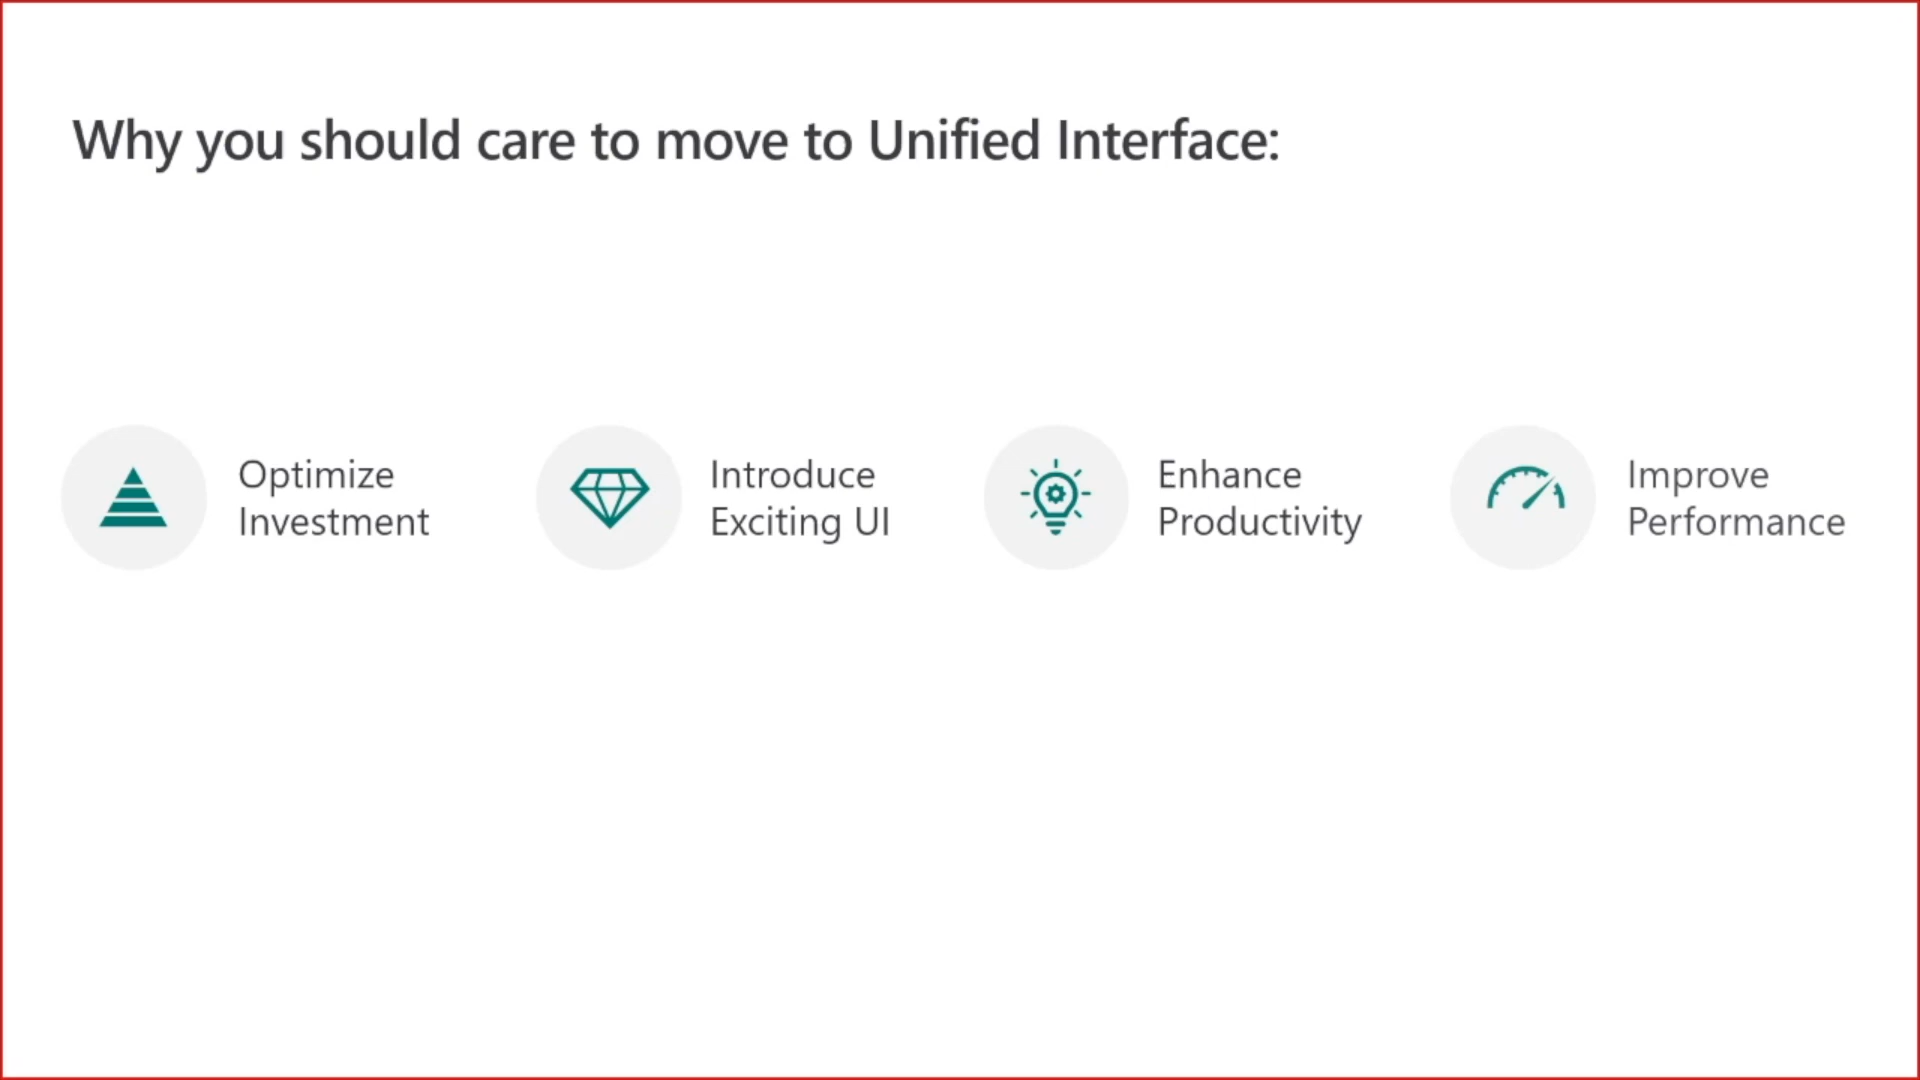 Why you should care to move to Unified Interface:
Optimize
Investment
Introduce
Exciting UI
Enhance
Productivity
Improve
Performance